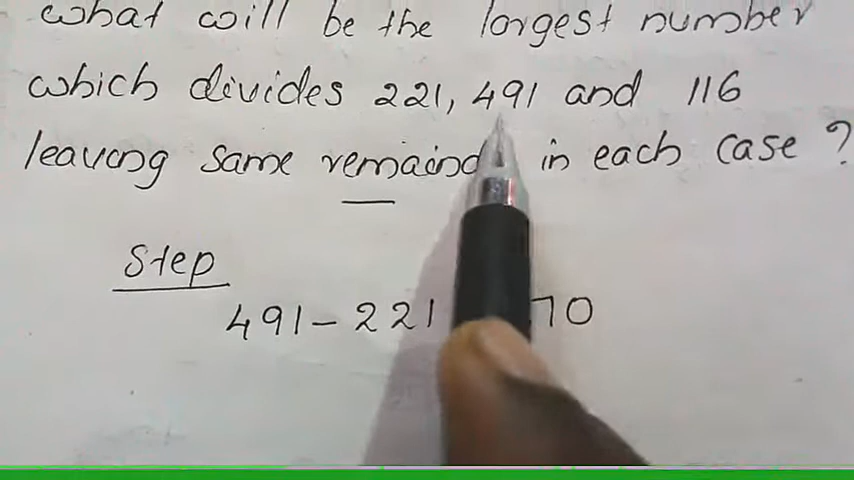 what will be the largest number
which divides 221, 491 and 116
leaving same in each case ?
Step
491 - 221 70